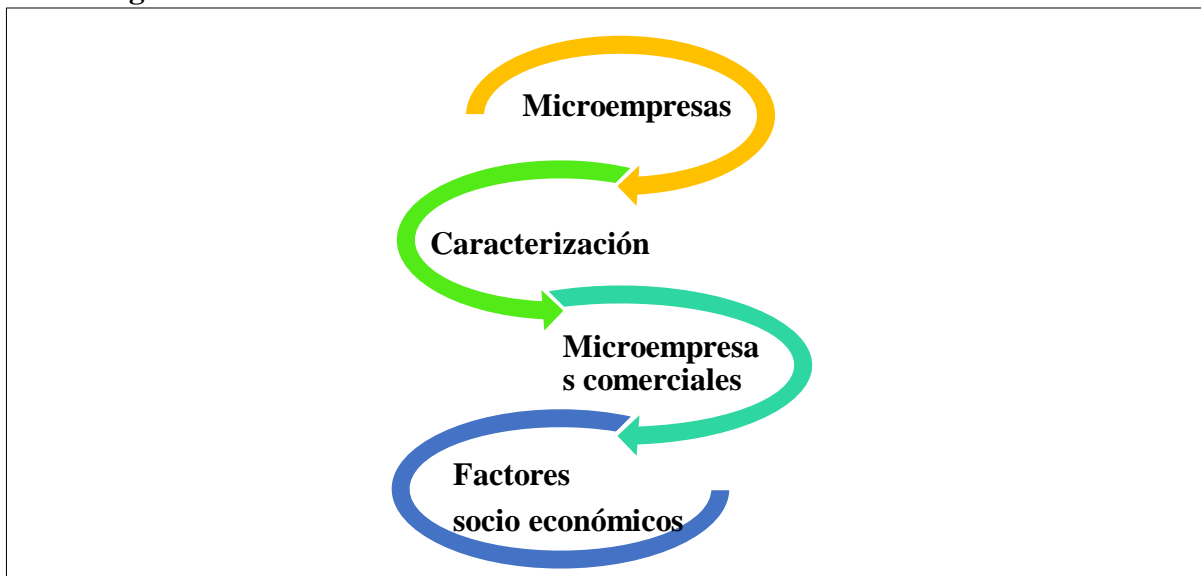 Microempresas
Caracterización
Microempresa
s comerciales
Factores
socio económicos